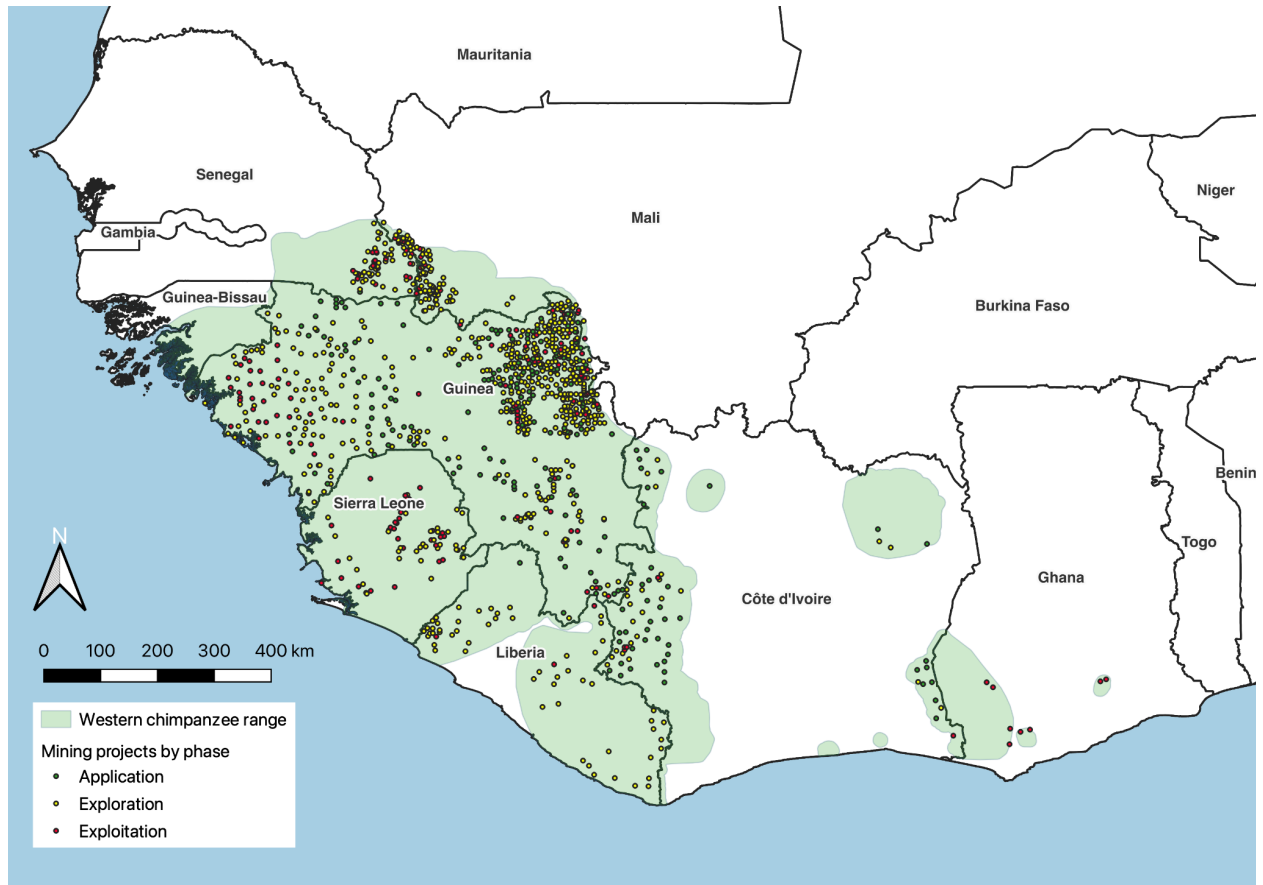 Mauritania
Senegal
Niger
Mali
Gambia
Guinea-Bissau
Burkina Faso
Guinea
Benin
Sierra Leone
Togo
N
Ghana
Côte d'Ivoire
Liberia
0 100 200 300 400 km
Western chimpanzee range
Mining projects by phase
Application
Exploration
Exploitation